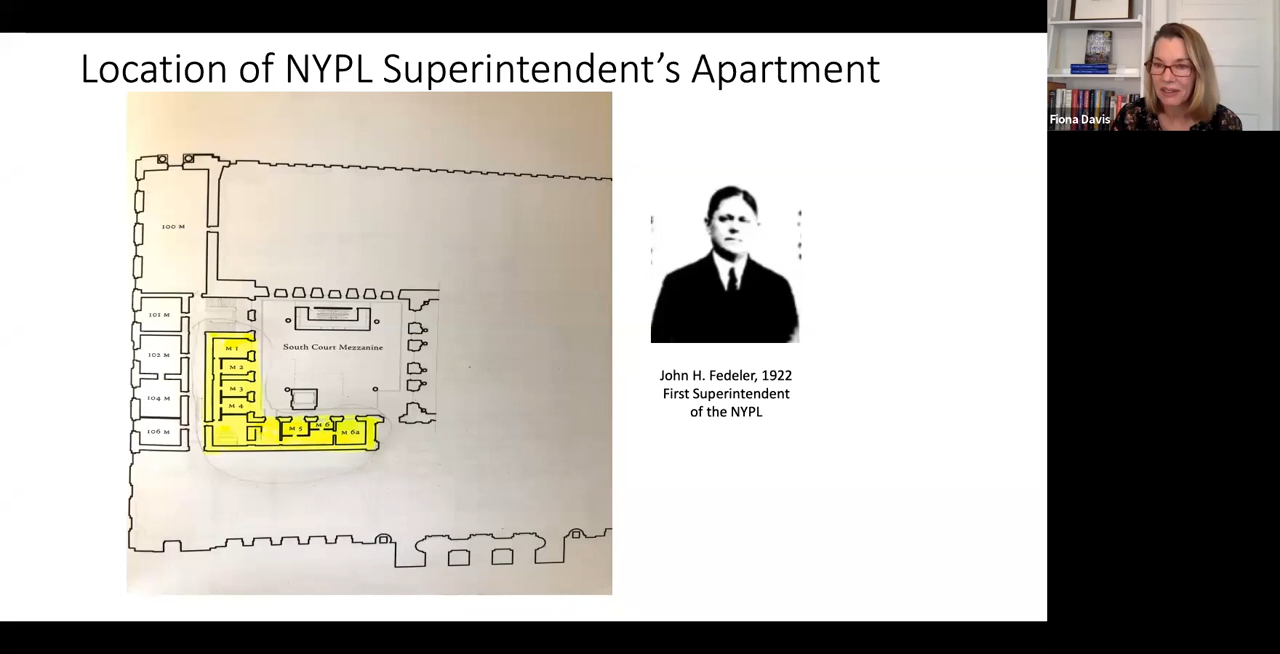 Location of NYPL Superintendent's Apartment
Fiona Davis
100 M
101 M
102 M
104 M
106 M
M 1
M 2
M 3
M 4
M 5
M 6
M 6a
South Court Mezzanine
John H. Fedeler, 1922
First Superintendent
of the NYPL